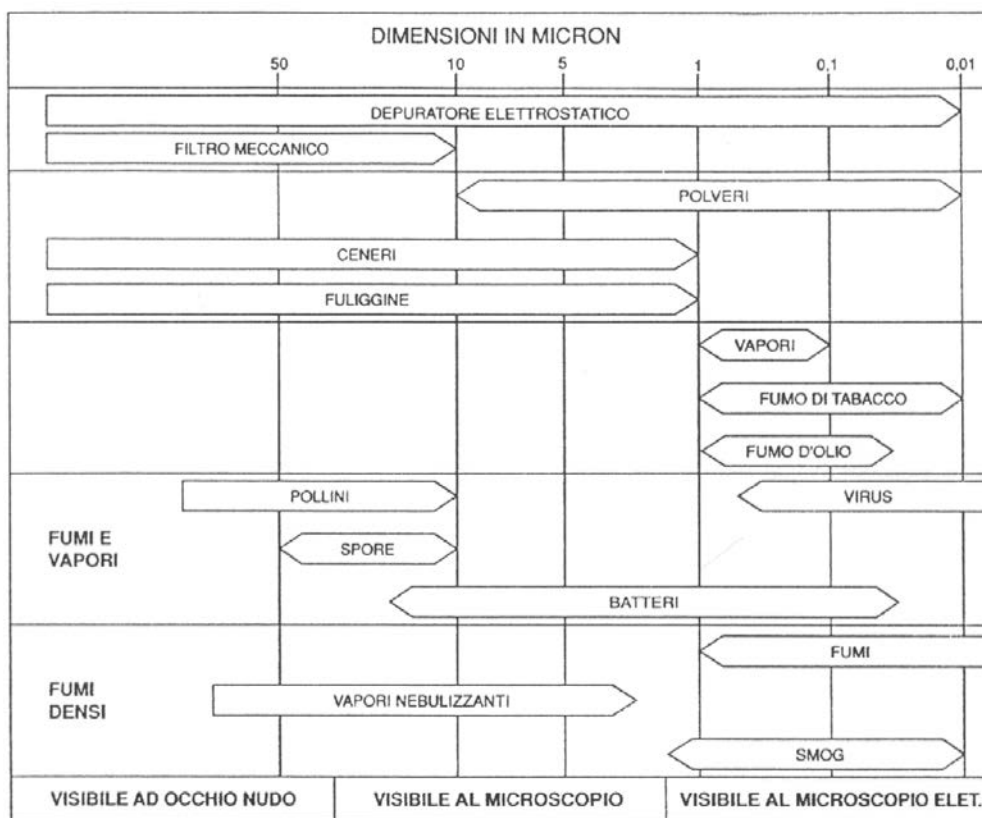 DIMENSIONI IN MICRON
50 10 5 1 0,1 0,01
DEPURATORE ELETTROSTATICO
FILTRO MECCANICO
POLVERI
CENERI
FULIGGINE
VAPORI
FUMO DI TABACCO
FUMO D'OLIO
POLLINI VIRUS
FUMI E
VAPORI
SPORE
BATTERI
FUMI
FUMI
DENSI
VAPORI NEBULIZZANTI
SMOG
VISIBILE AD OCCHIO NUDO VISIBILE AL MICROSCOPIO VISIBILE AL MICROSCOPIO ELET.